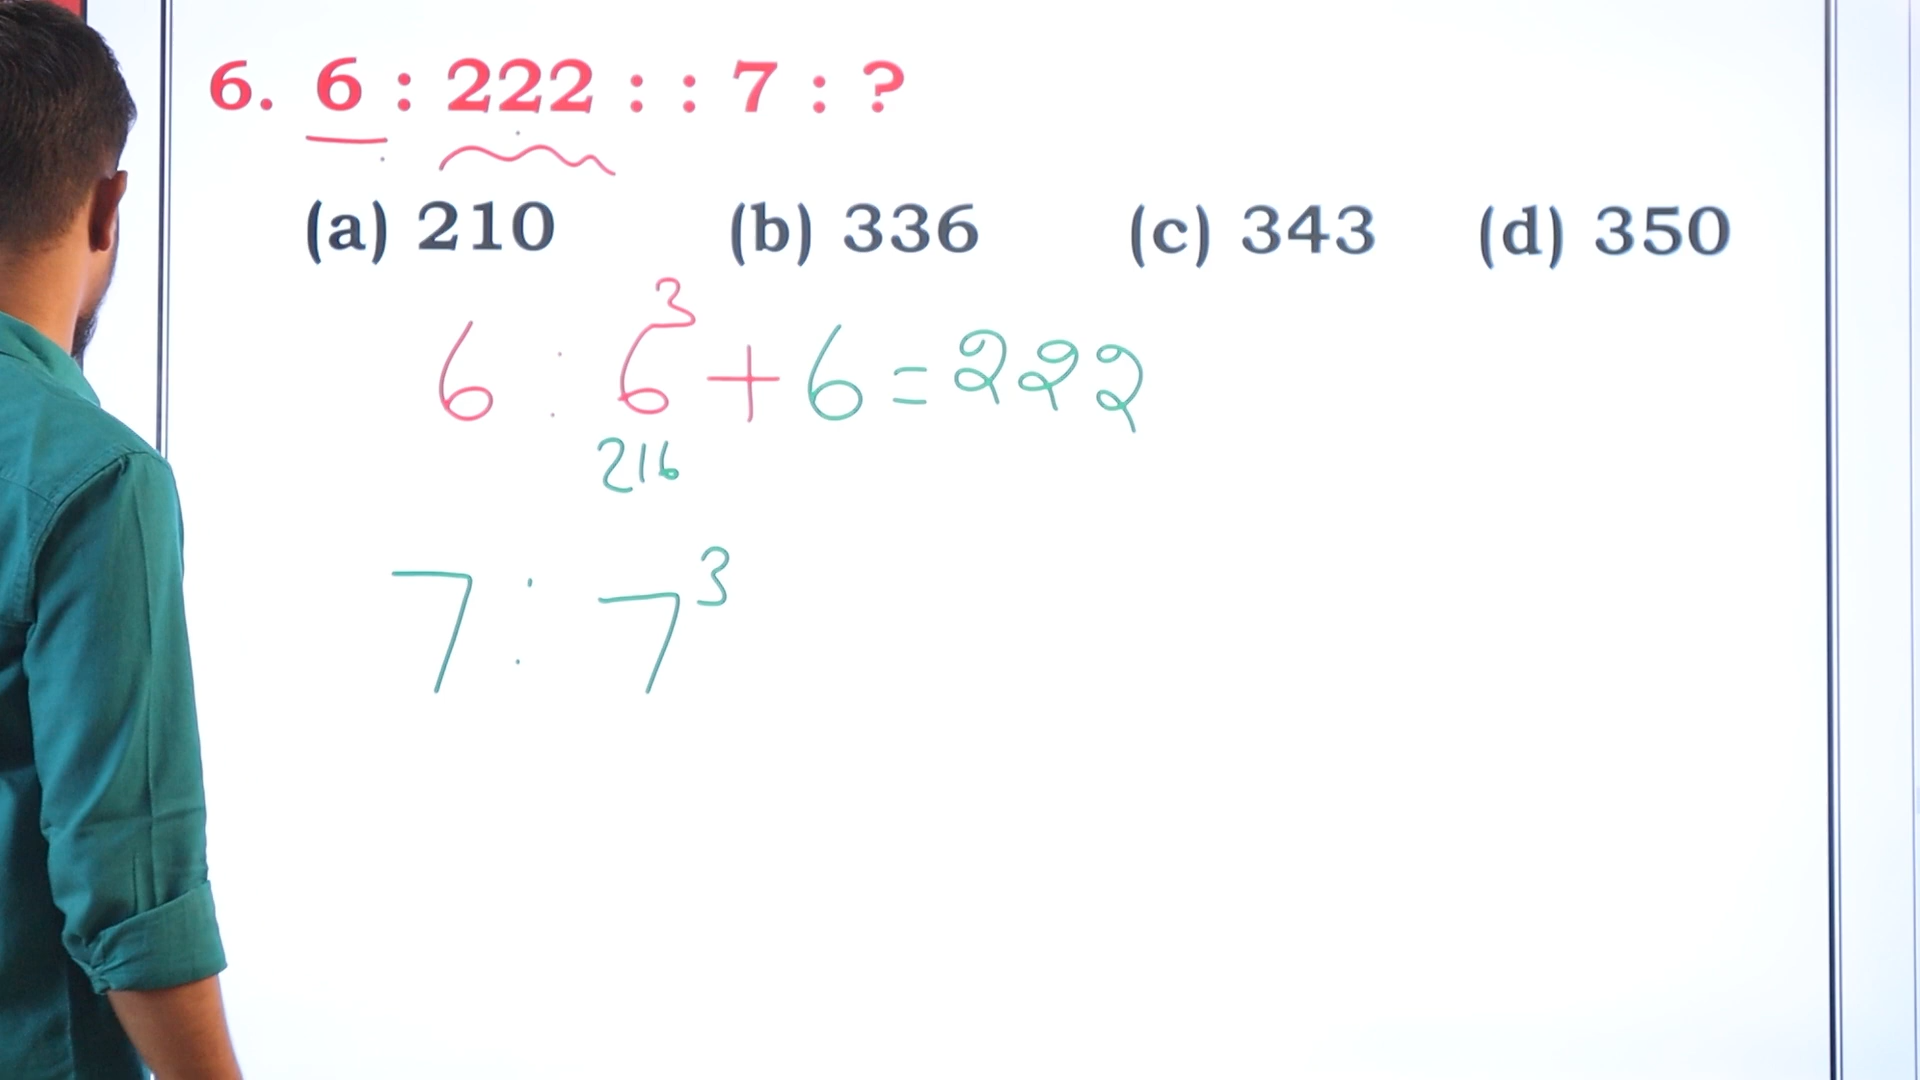 6. 6 : 222 : : 7 : ?
(a) 210 (b) 336 (c) 343 (d) 350
6 : 6³ + 6 = 222
216
7 : 7³